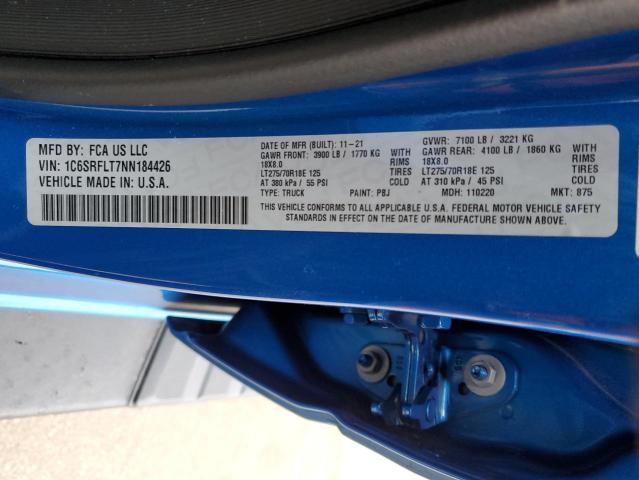 MFD BY: FCA US LLC
VIN: 1C6SRFLT7NN184426
VEHICLE MADE IN U.S.A.
DATE OF MFR (BUILT): 11-21 GVWR: 7100 LB / 3221 KG
GAWR FRONT: 3900 LB / 1770 KG WITH GAWR REAR: 4100 LB / 1860 KG WITH
18X8.0 RIMS 18X8.0 RIMS
LT275/70R18E 125 TIRES LT275/70R18E 125 TIRES
AT 380 kPa / 55 PSI COLD AT 310 kPa / 45 PSI COLD
TYPE: TRUCK PAINT: PBJ MDH: 110220 MKT: 875
THIS VEHICLE CONFORMS TO ALL APPLICABLE U.S.A. FEDERAL MOTOR VEHICLE SAFETY
STANDARDS IN EFFECT ON THE DATE OF MANUFACTURE SHOWN ABOVE.